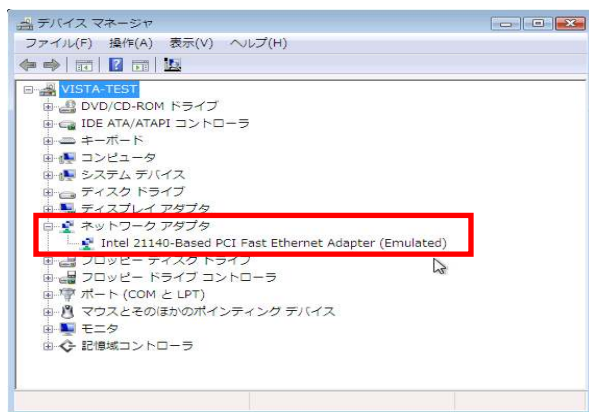 デバイス マネージャ
ファイル(F) 操作(A) 表示(V) ヘルプ(H)
VISTA-TEST
DVD/CD-ROM ドライブ
IDE ATA/ATAPI コントローラ
キーボード
コンピュータ
システム デバイス
ディスク ドライブ
ディスプレイ アダプタ
ネットワーク アダプタ
Intel 21140-Based PCI Fast Ethernet Adapter (Emulated)
フロッピー ディスク ドライブ
フロッピー ドライブ コントローラ
ポート (COM と LPT)
マウスとそのほかのポインティング デバイス
モニタ
記憶域コントローラ